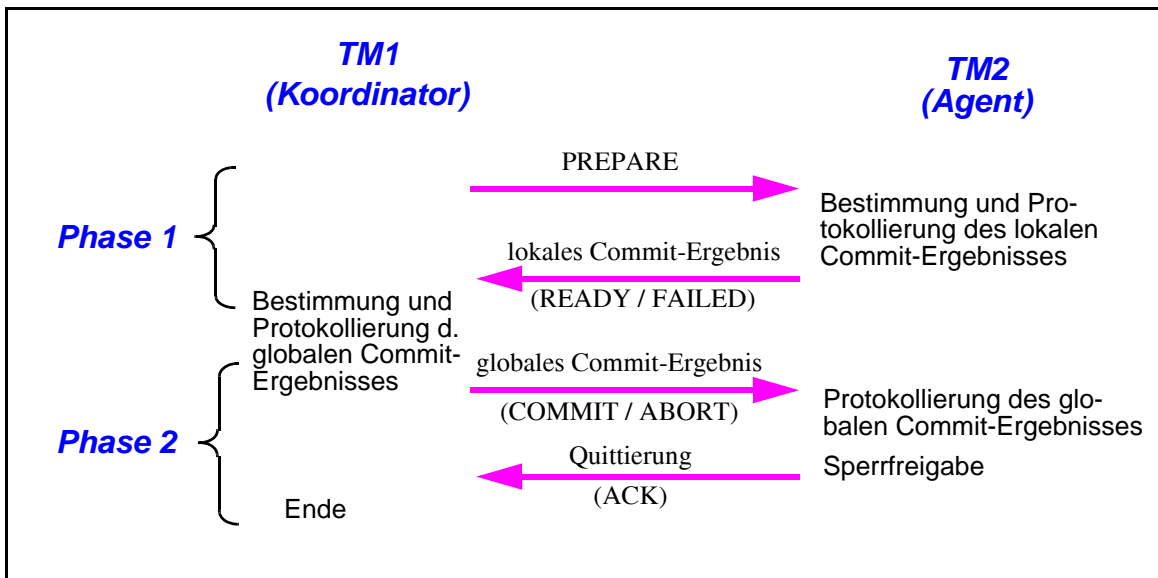 TM1
(Koordinator)
TM2
(Agent)
Phase 1
PREPARE
Bestimmung und Pro-
tokollierung des lokalen
Commit-Ergebnisses
lokales Commit-Ergebnis
(READY / FAILED)
Bestimmung und
Protokollierung d.
globalen Commit-
Ergebnisses
Phase 2
globales Commit-Ergebnis
(COMMIT / ABORT)
Protokollierung des glo-
balen Commit-Ergebnisses
Sperrfreigabe
Quittierung
(ACK)
Ende